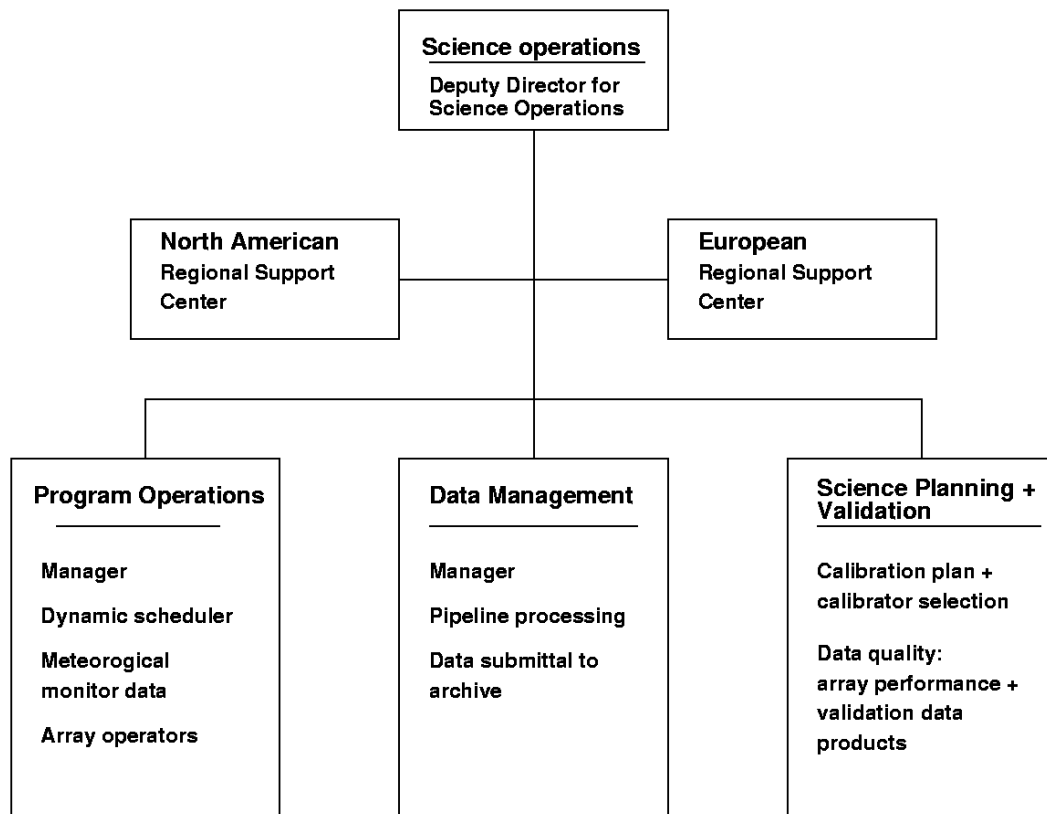 Science operations
Deputy Director for
Science Operations
North American
Regional Support
Center
European
Regional Support
Center
Program Operations
Manager
Dynamic scheduler
Meteorogical
monitor data
Array operators
Data Management
Manager
Pipeline processing
Data submittal to
archive
Science Planning +
Validation
Calibration plan +
calibrator selection
Data quality:
array performance +
validation data
products